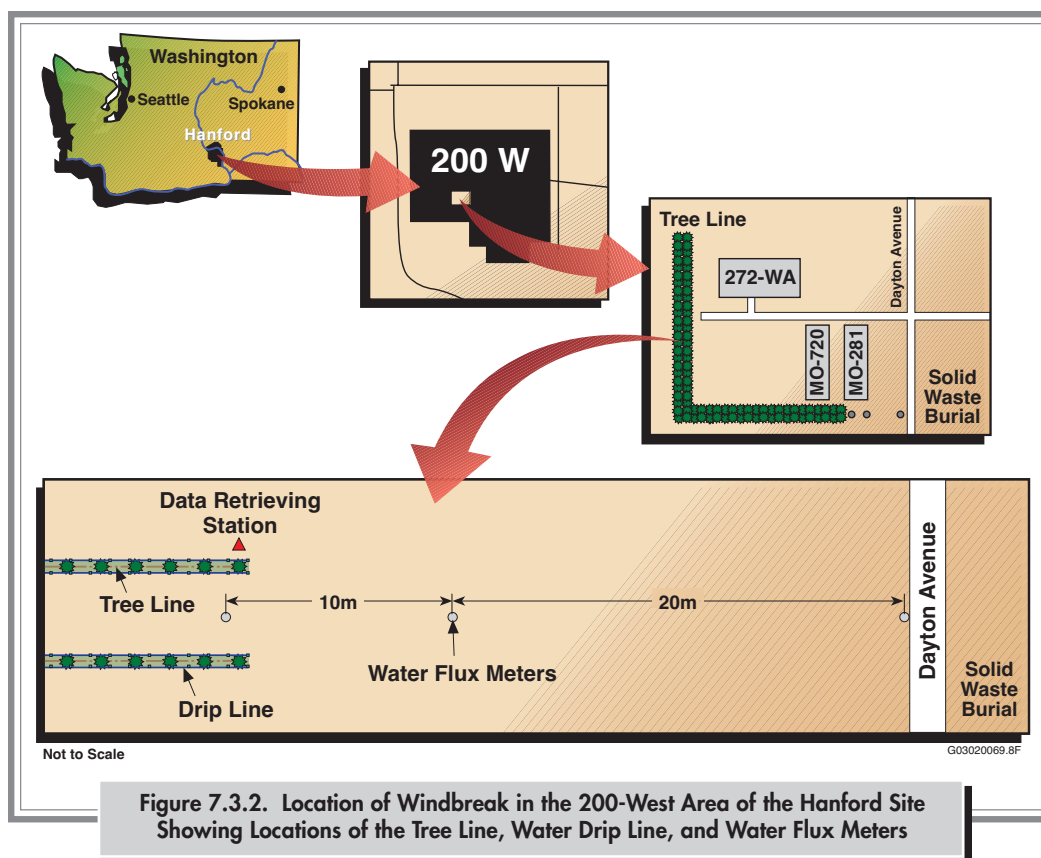 Washington
Seattle
Spokane
Hanford
200 W
Tree Line
272-WA
Dayton Avenue
MO-720
MO-281
Solid
Waste
Burial
Data Retrieving
Station
Tree Line
10m
20m
Water Flux Meters
Drip Line
Dayton Avenue
Solid
Waste
Burial
Not to Scale
G03020069.8F
Figure 7.3.2. Location of Windbreak in the 200-West Area of the Hanford Site
Showing Locations of the Tree Line, Water Drip Line, and Water Flux Meters